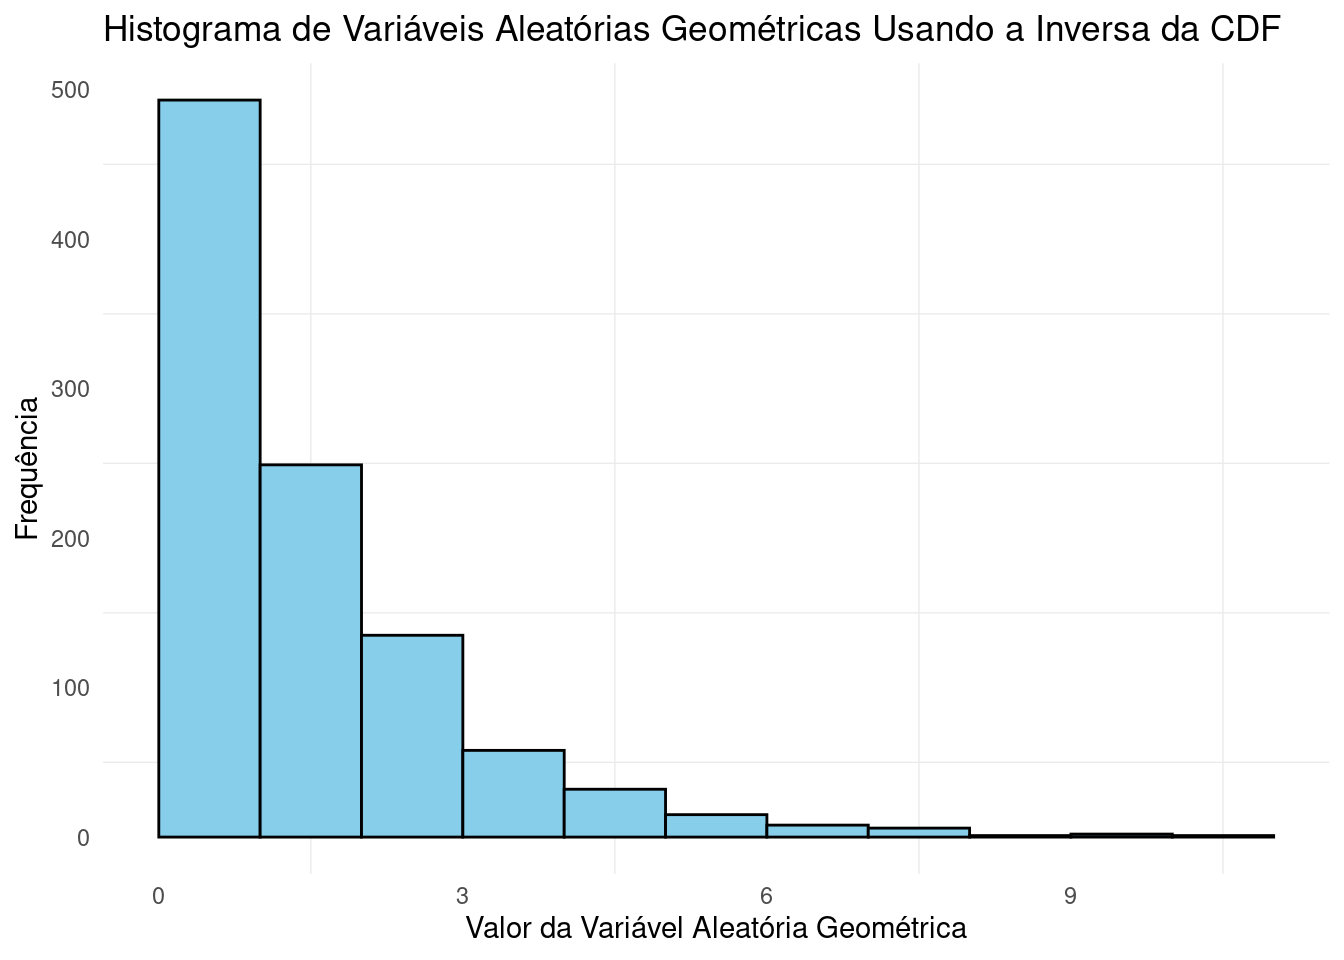 Histograma de Variáveis Aleatórias Geométricas Usando a Inversa da CDF
Frequência
500
400
300
200
100
0
0 3 6 9
Valor da Variável Aleatória Geométrica